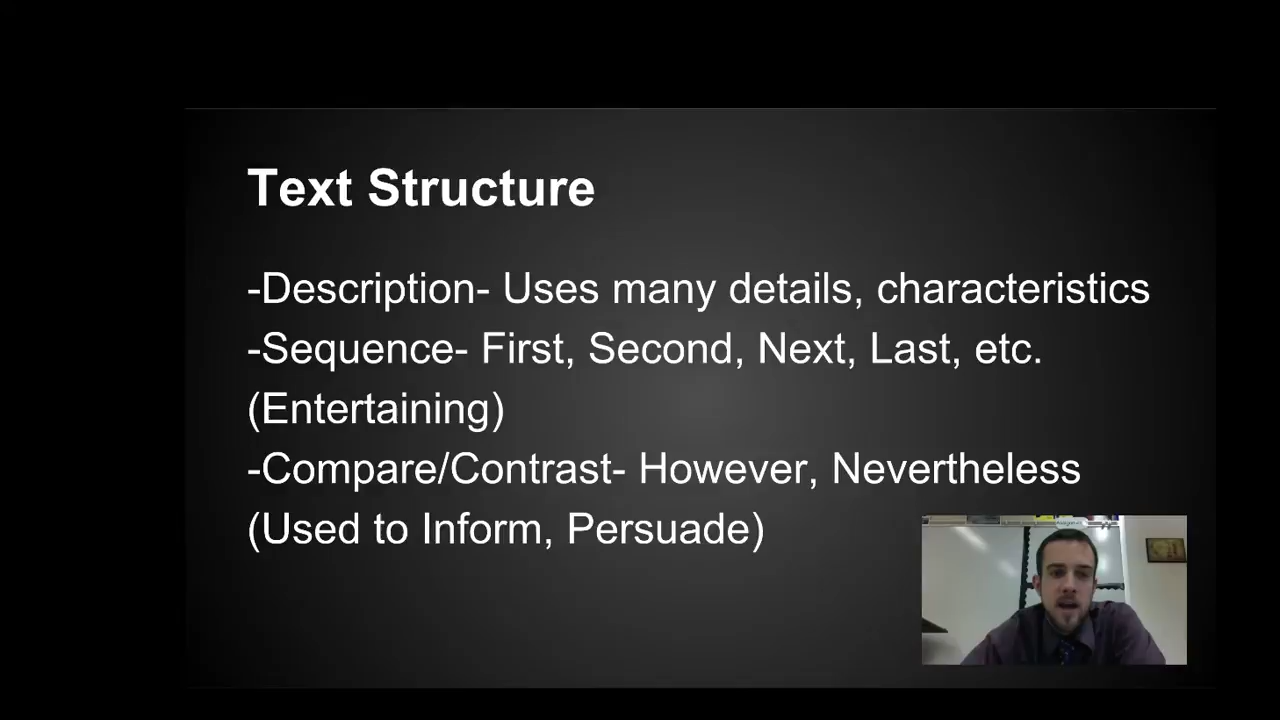 Text Structure
-Description- Uses many details, characteristics
-Sequence- First, Second, Next, Last, etc.
(Entertaining)
-Compare/Contrast- However, Nevertheless
(Used to Inform, Persuade)